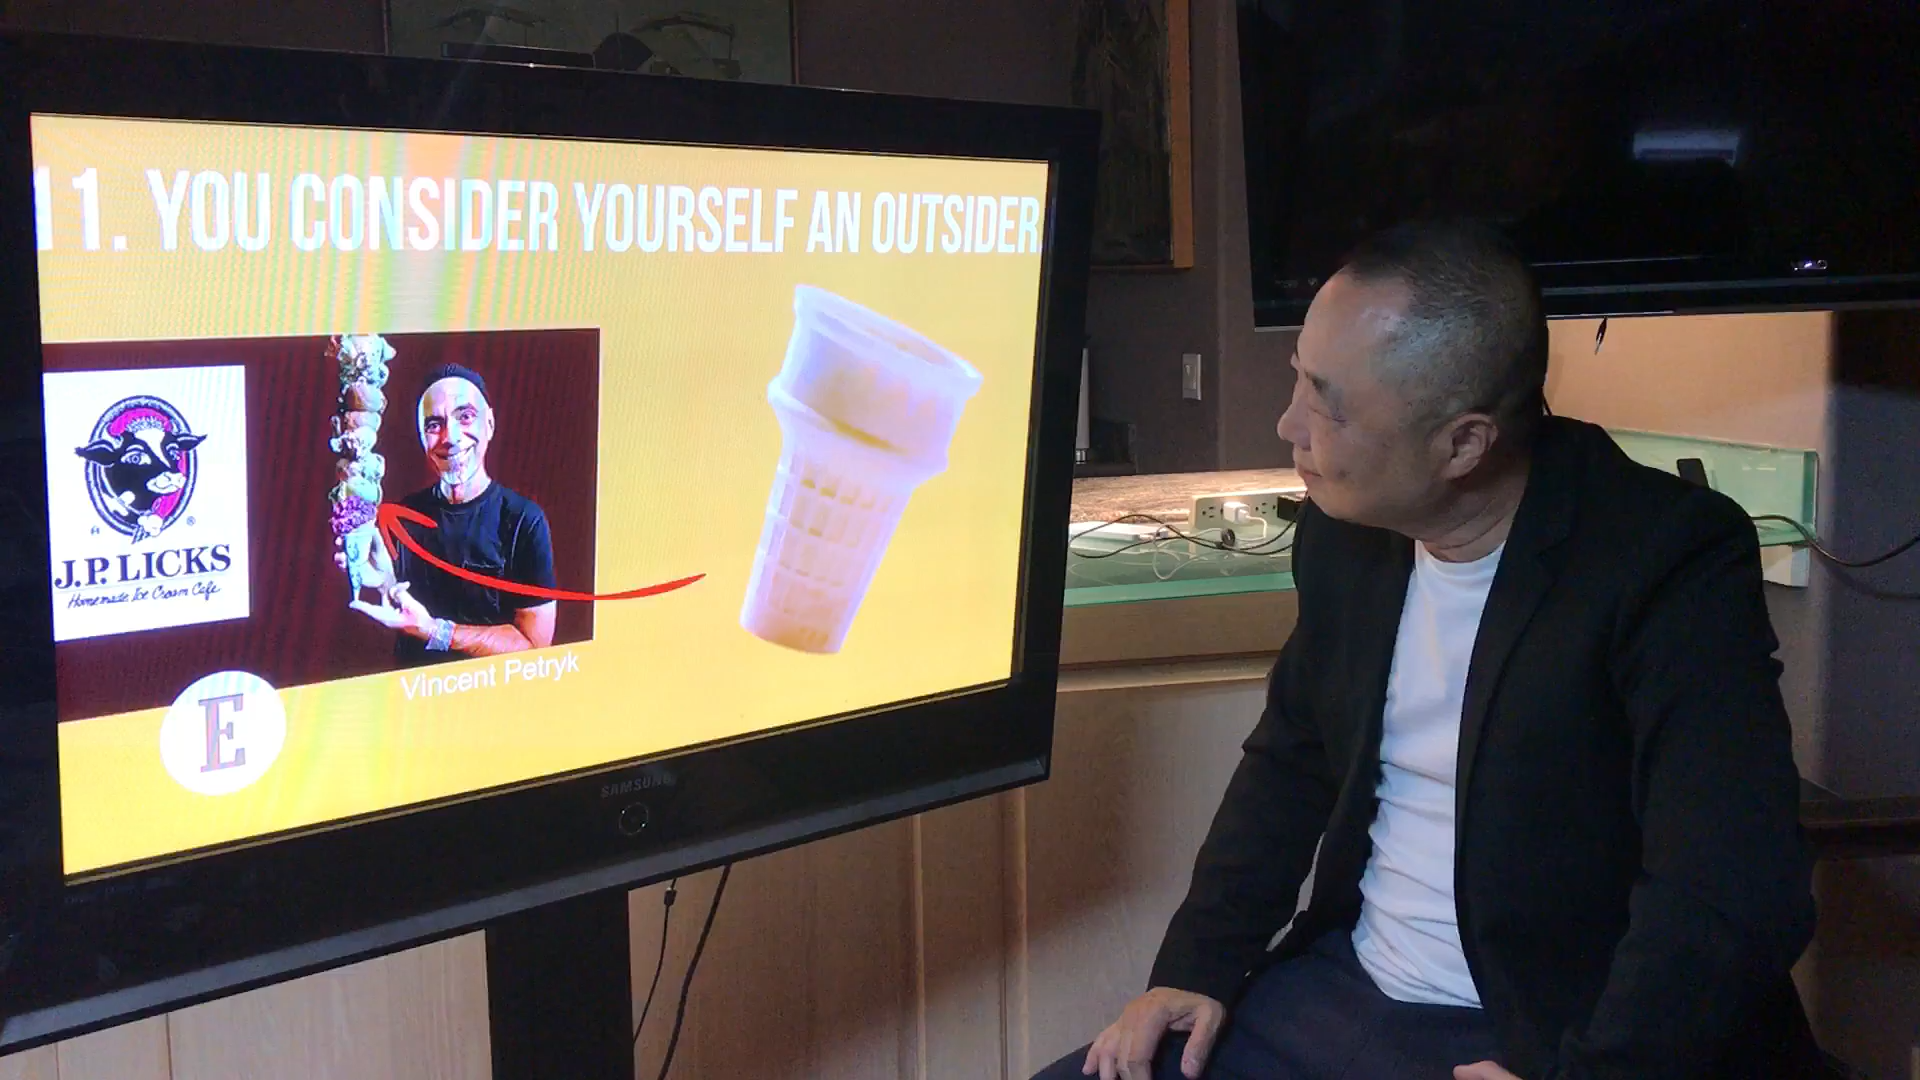 11. YOU CONSIDER YOURSELF AN OUTSIDER
J.P. LICKS
Homemade Ice Cream Cafe
®
Vincent Petryk
E
SAMSUNG